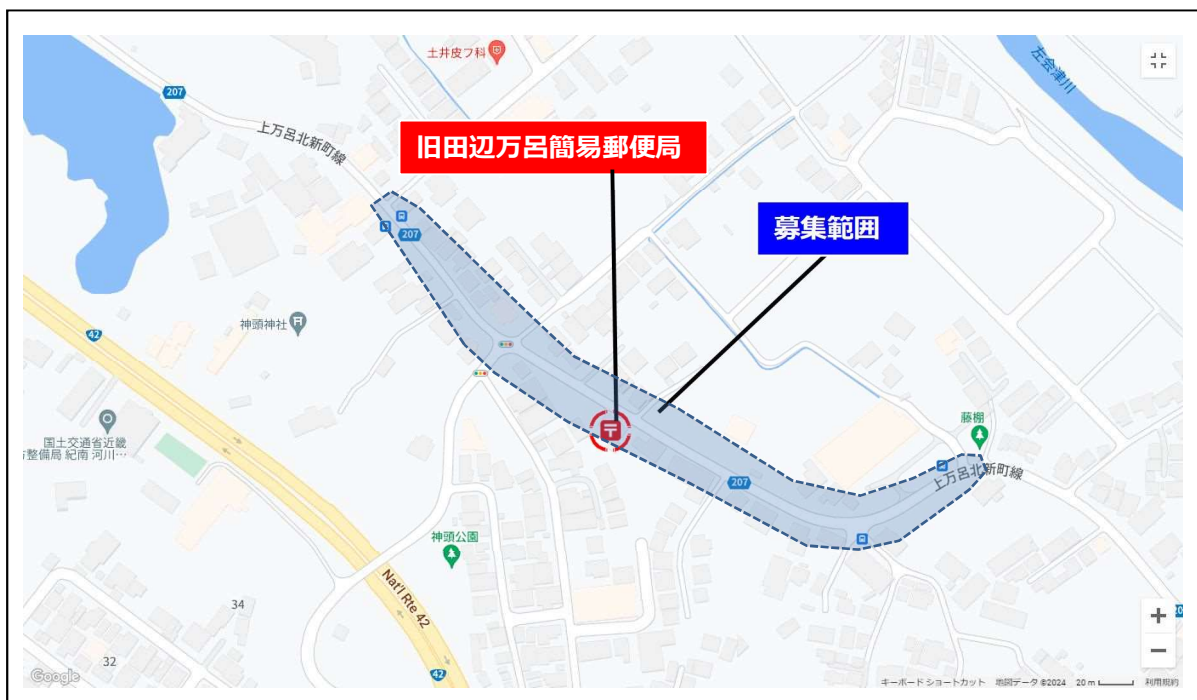 土井皮フ科
左会津川
207
上万呂北新町線
旧田辺万呂簡易郵便局
募集範囲
207
神頭神社
42
藤棚
国土交通省近畿
整備局 紀南 河川…
207
上万呂北新町線
神頭公園
Nat'l Rte 42
34
32
42
Google
キーボード ショートカット 地図データ ©2024 20 m 利用規約